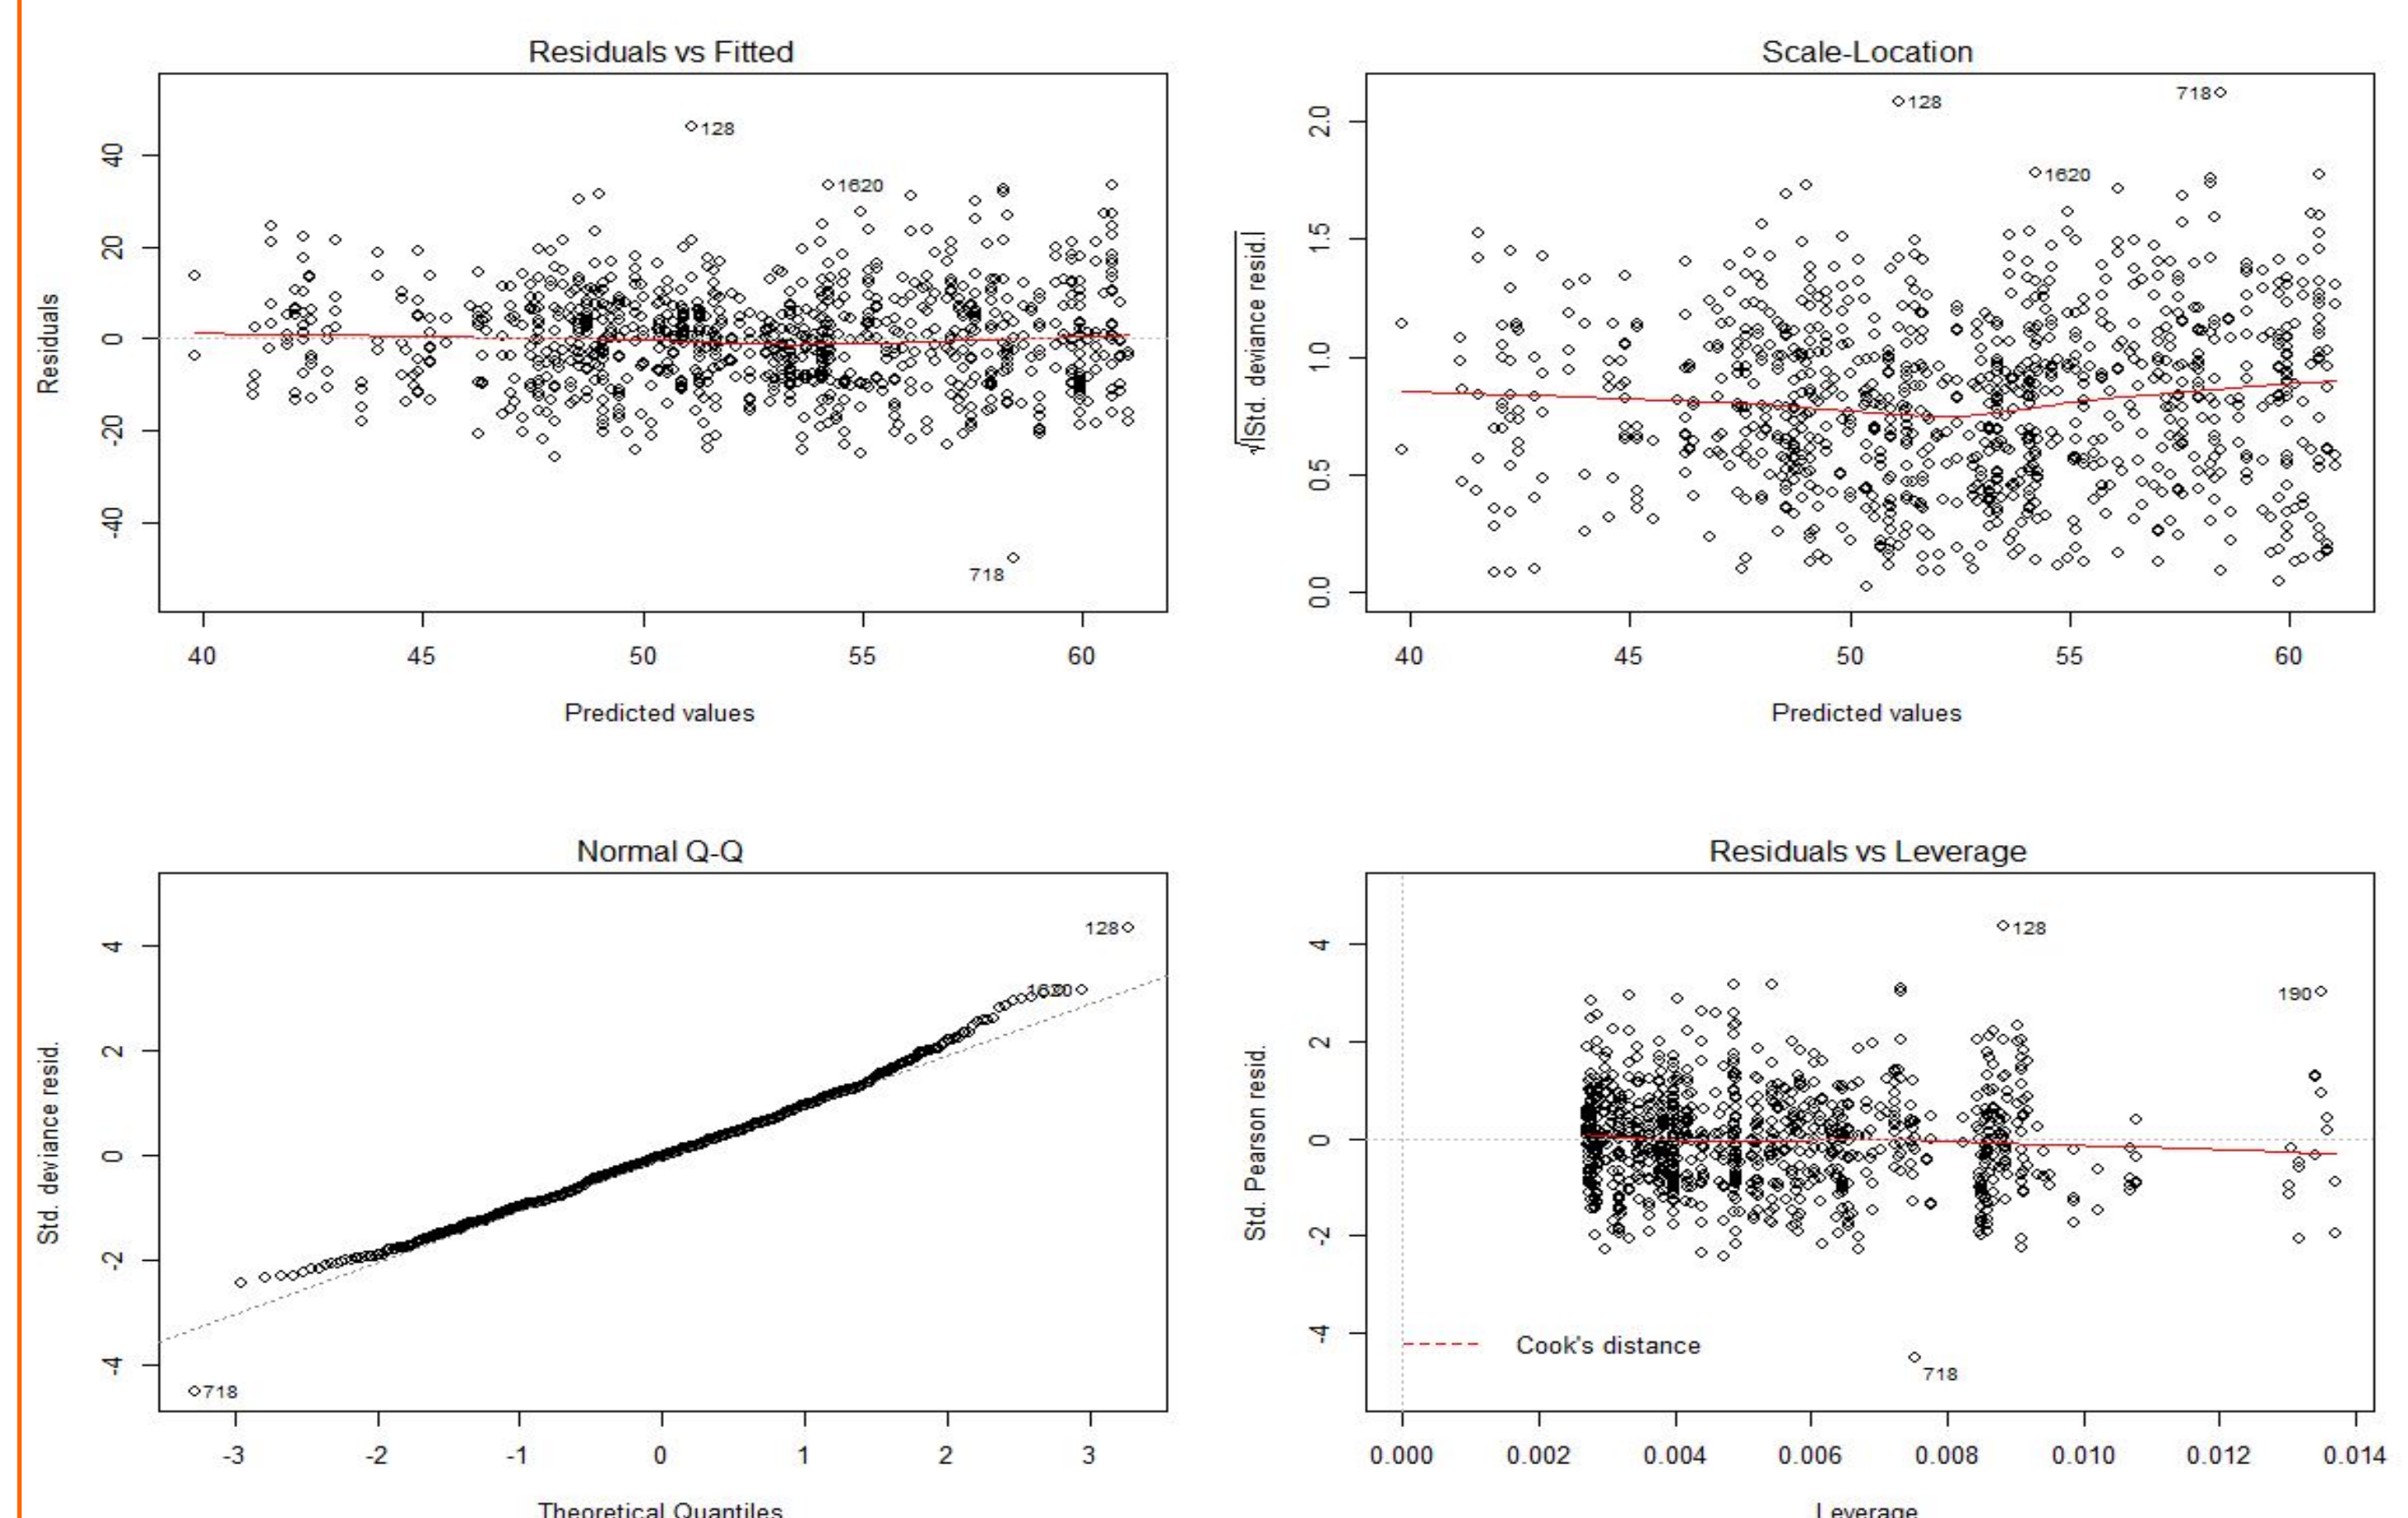 Residuals vs Fitted
Residuals
40
20
0
-20
-40
128
1620
718
40 45 50 55 60
Predicted values
Scale-Location
√|Std. deviance resid.|
2.0
1.5
1.0
0.5
0.0
128
718
1620
40 45 50 55 60
Predicted values
Normal Q-Q
Std. deviance resid.
4
2
0
-2
-4
128
1620
718
-3 -2 -1 0 1 2 3
Theoretical Quantiles
Residuals vs Leverage
Std. Pearson resid.
4
2
0
-2
-4
128
190
Cook's distance
718
0.000 0.002 0.004 0.006 0.008 0.010 0.012 0.014
Leverage